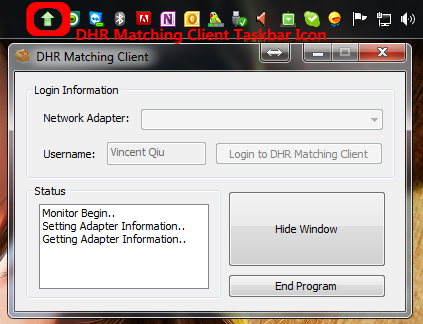 DHR Matching Client Taskbar Icon
DHR Matching Client
Login Information
Network Adapter:
Username: Vincent Qiu Login to DHR Matching Client
Status
Monitor Begin..
Setting Adapter Information..
Getting Adapter Information..
Hide Window
End Program